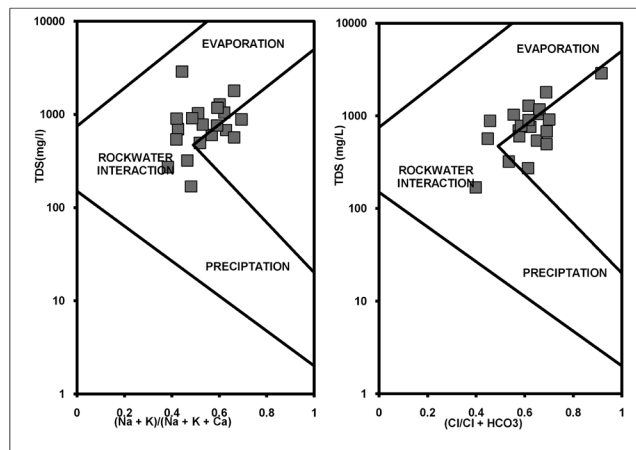 10000
EVAPORATION
1000
TDS(mg/l)
ROCKWATER
INTERACTION
100
PRECIPTATION
10
1
0
0.2
0.4
0.6
0.8
1
(Na + K)/(Na + K + Ca)
10000
EVAPORATION
1000
TDS (mg/L)
ROCKWATER
INTERACTION
100
PRECIPTATION
10
1
0
0.2
0.4
0.6
0.8
1
(Cl/Cl + HCO3)